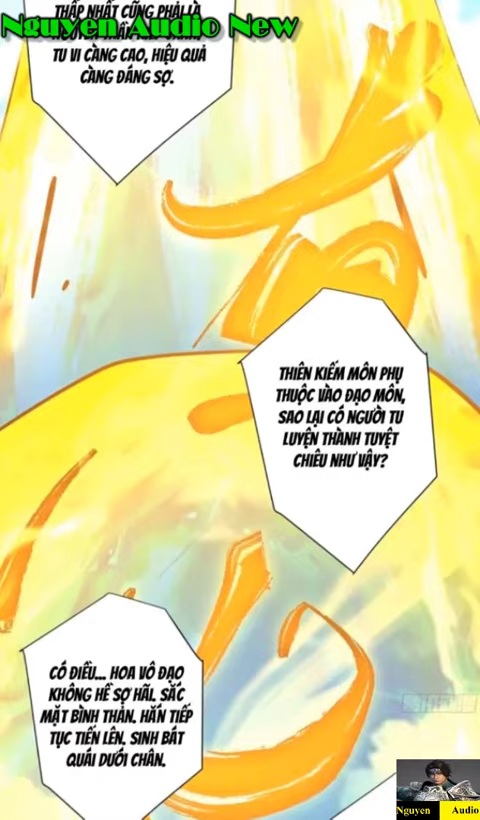 THẤP NHẤT CŨNG PHẢI LÀ
Nguyen Audio New
TU VI CÀNG CAO, HIỆU QUẢ
CÀNG ĐÁNG SỢ.
THIÊN KIẾM MÔN PHỤ
THUỘC VÀO ĐẠO MÔN,
SAO LẠI CÓ NGƯỜI TU
LUYỆN THÀNH TUYỆT
CHIÊU NHƯ VẬY?
CÓ ĐIỀU... HOA VÔ ĐẠO
KHÔNG HỀ SỢ HÃI. SẮC
MẶT BÌNH THẢN. HẮN TIẾP
TỤC TIẾN LÊN. SINH BÁT
QUÁI DƯỚI CHÂN.
Nguyen Audio